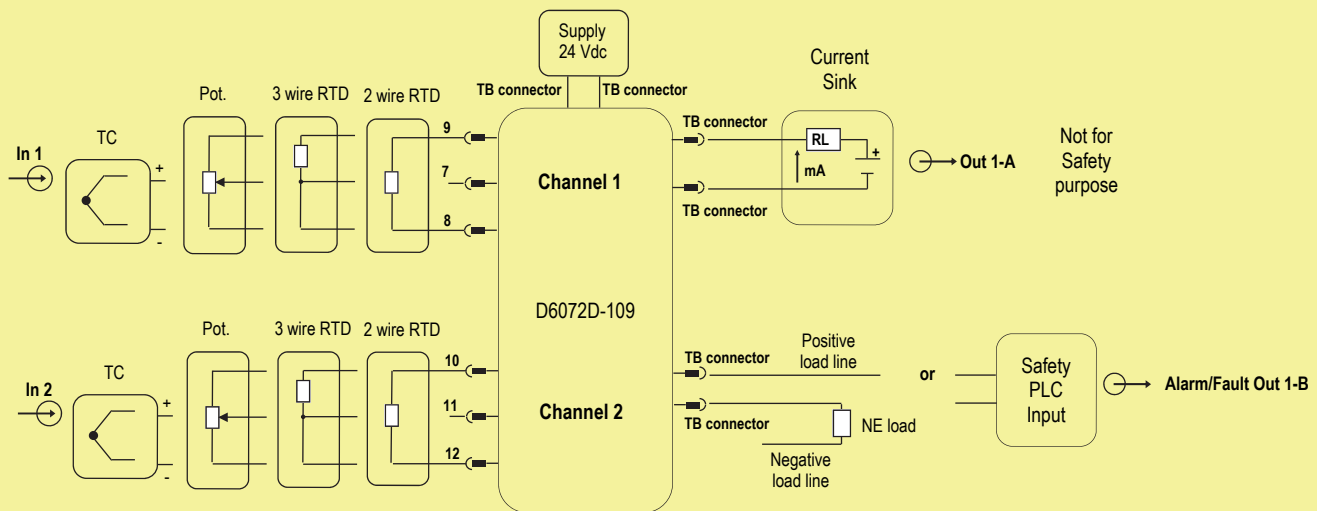 Supply
24 Vdc
TB connector
TB connector
Pot.
3 wire RTD
2 wire RTD
TC
In 1
+
-
9
7
8
Channel 1
TB connector
TB connector
Current
Sink
RL
+
mA
Out 1-A
Not for
Safety
purpose
D6072D-109
Pot.
3 wire RTD
2 wire RTD
TC
In 2
+
-
10
11
12
Channel 2
TB connector
TB connector
Positive
load line
NE load
Negative
load line
or
Safety
PLC
Input
Alarm/Fault Out 1-B